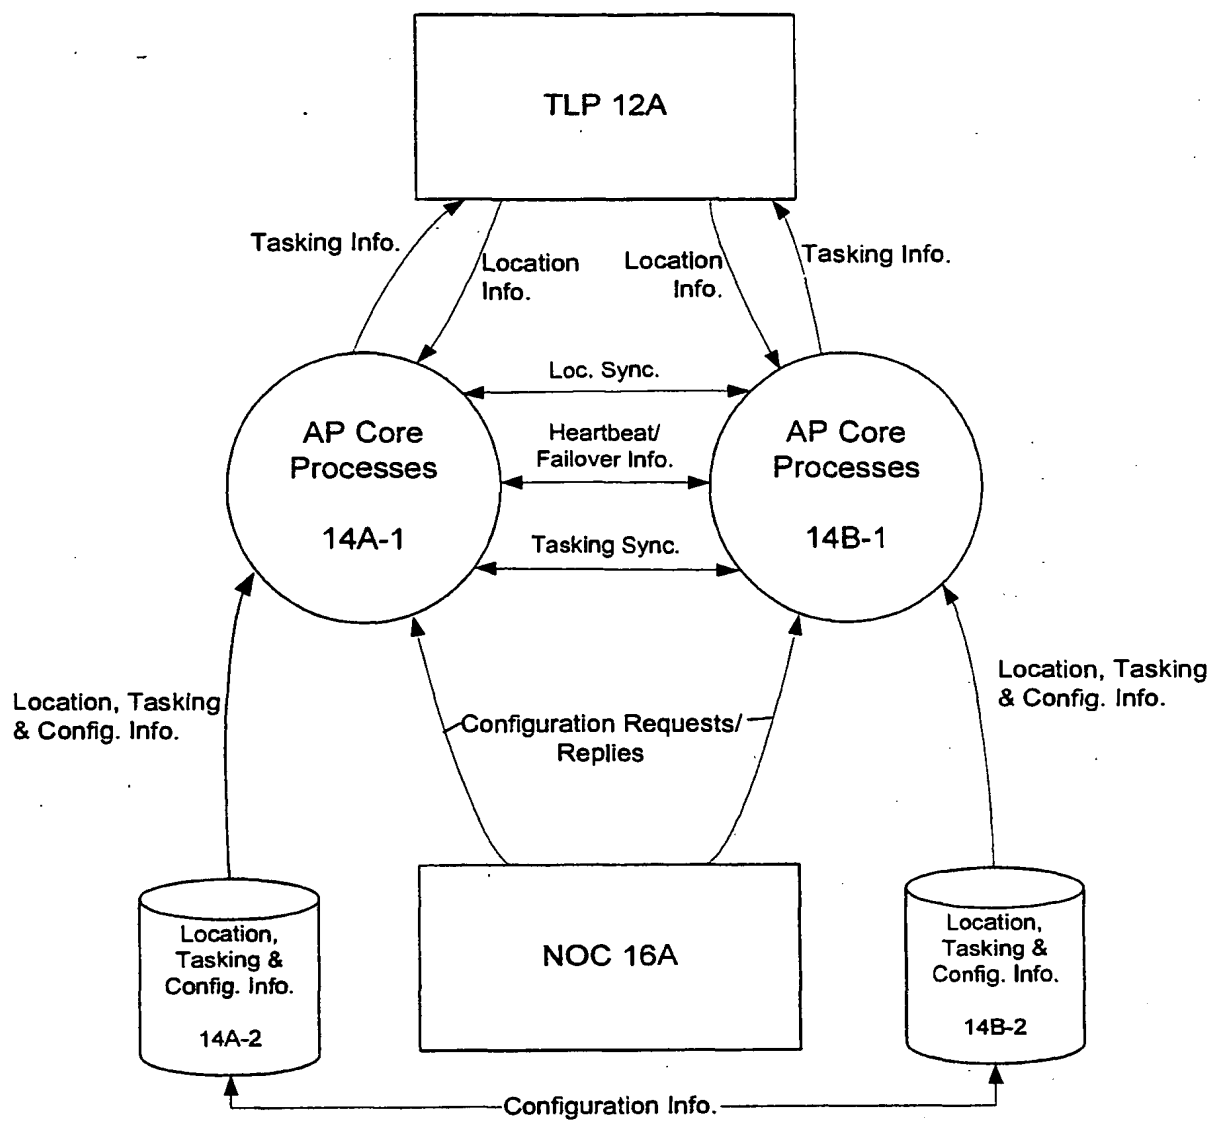 TLP 12A
Tasking Info.
Location
Info.
Location
Info.
Tasking Info.
Loc. Sync.
AP Core
Processes
14A-1
Heartbeat/
Failover Info.
AP Core
Processes
14B-1
Tasking Sync.
Location, Tasking
& Config. Info.
Configuration Requests/
Replies
Location, Tasking
& Config. Info.
Location,
Tasking &
Config. Info.
14A-2
NOC 16A
Location,
Tasking &
Config. Info.
14B-2
Configuration Info.